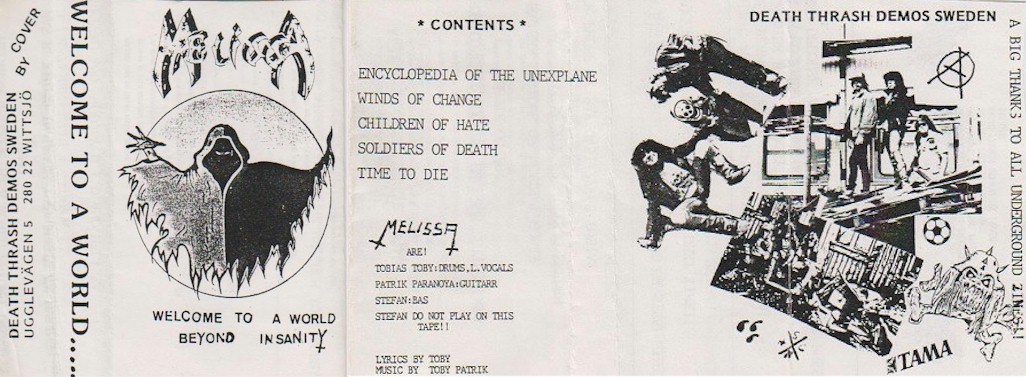 BY COVER
DEATH THRASH DEMOS SWEDEN
UGGLEVÄGEN 5 280 22 WITTSJÖ
WELCOME TO A WORLD.....
MELISSA
WELCOME TO A WORLD
BEYOND INSANITY
* CONTENTS *
ENCYCLOPEDIA OF THE UNEXPLANE
WINDS OF CHANGE
CHILDREN OF HATE
SOLDIERS OF DEATH
TIME TO DIE
MELISSA
ARE!
TOBIAS TOBY:DRUMS,L.VOCALS
PATRIK PARANOYA:GUITARR
STEFAN:BAS
STEFAN DO NOT PLAY ON THIS
TAPE!!
LYRICS BY TOBY
MUSIC BY TOBY PATRIK
DEATH THRASH DEMOS SWEDEN
A BIG THANKS TO ALL UNDERGROUND ZINES!!
TAMA